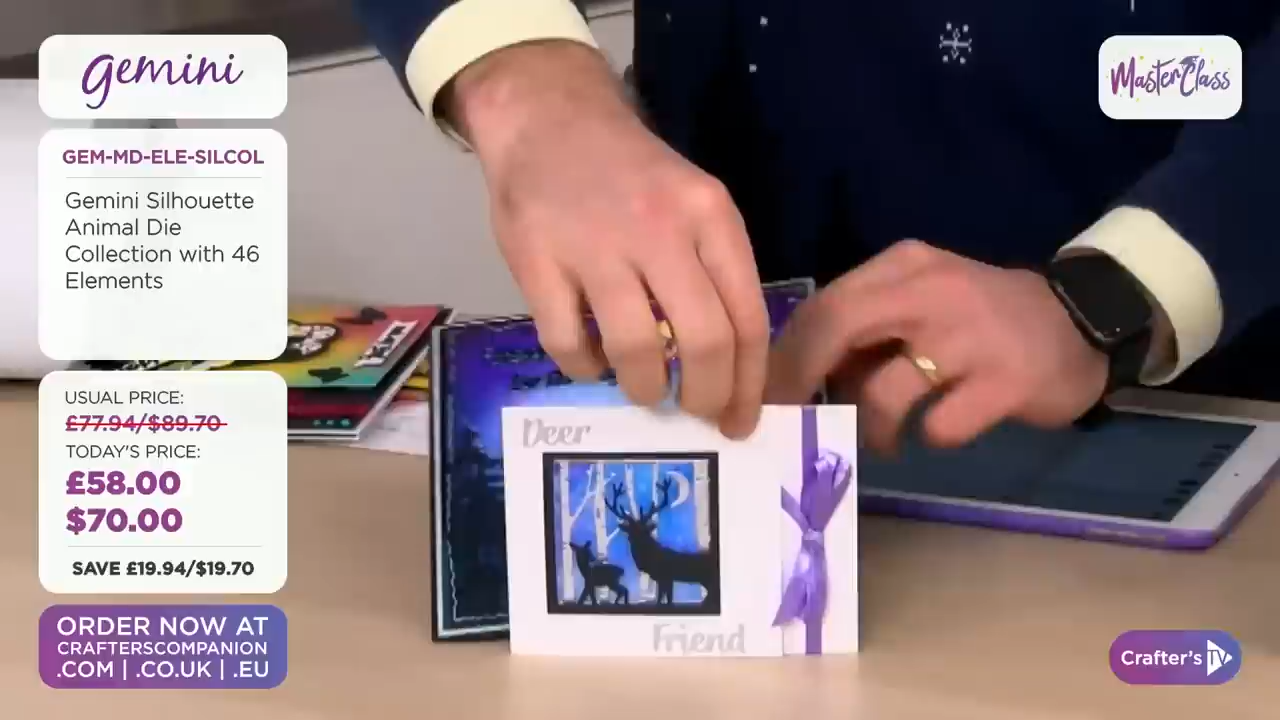 gemini
GEM-MD-ELE-SILCOL
Gemini Silhouette
Animal Die
Collection with 46
Elements
USUAL PRICE:
£77.94/$89.70
TODAY'S PRICE:
£58.00
$70.00
SAVE £19.94/$19.70
ORDER NOW AT
CRAFTERSCOMPANION
.COM | .CO.UK | .EU
Deer
Friend
MasterClass
Crafter's TV